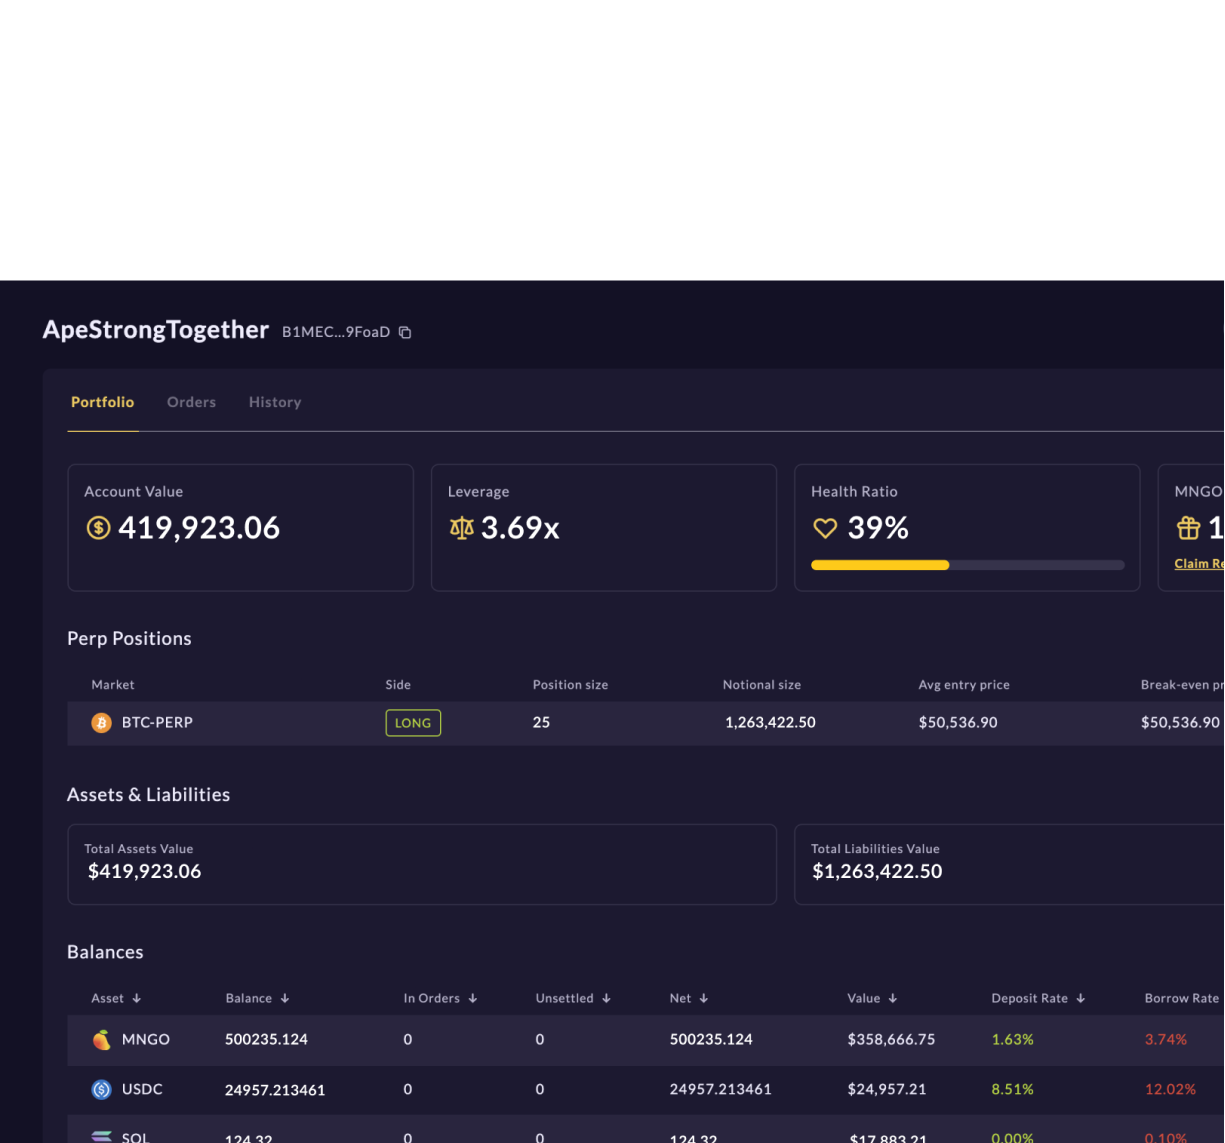 ApeStrongTogether B1MEC...9FoaD
Portfolio Orders History
Account Value Leverage Health Ratio MNGO
419,923.06 3.69x 39% 1
Claim Re
Perp Positions
Market Side Position size Notional size Avg entry price Break-even pr
BTC-PERP LONG 25 1,263,422.50 $50,536.90 $50,536.90
Assets & Liabilities
Total Assets Value Total Liabilities Value
$419,923.06 $1,263,422.50
Balances
Asset Balance In Orders Unsettled Net Value Deposit Rate Borrow Rate
MNGO 500235.124 0 0 500235.124 $358,666.75 1.63% 3.74%
USDC 24957.213461 0 0 24957.213461 $24,957.21 8.51% 12.02%
SOL 124.32 0 0 124.32 $17,883.21 0.00% 0.10%